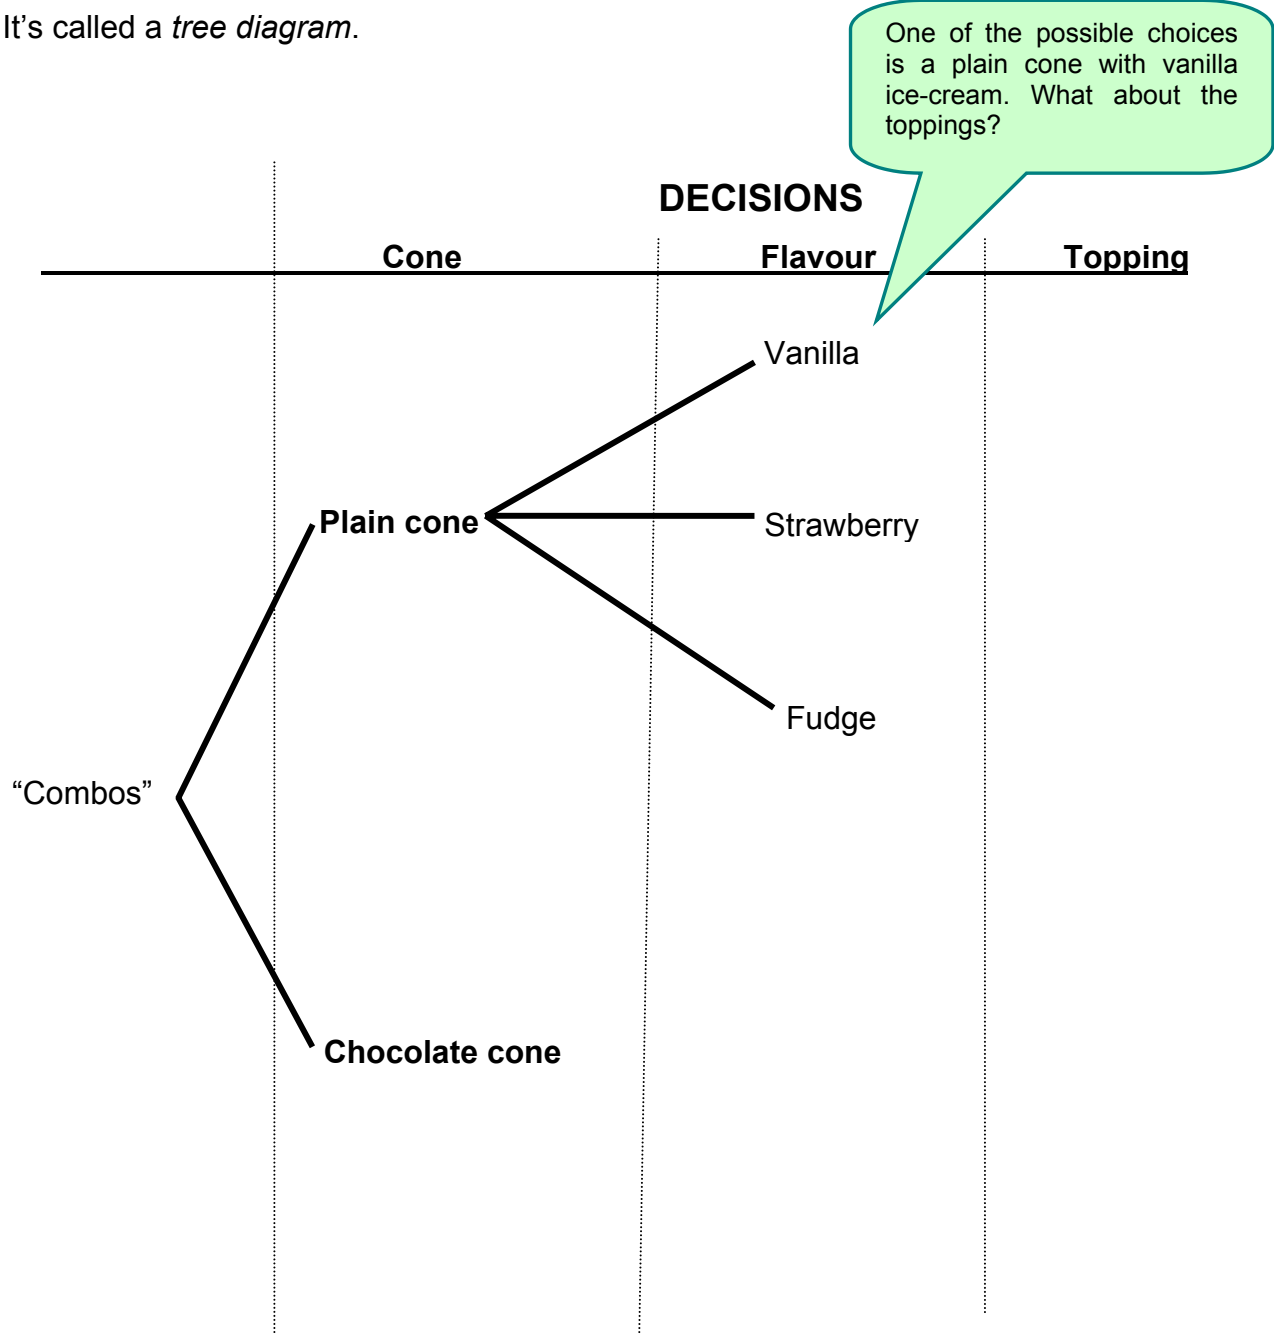 It’s called a tree diagram.
One of the possible choices
is a plain cone with vanilla
ice-cream. What about the
toppings?
DECISIONS
Cone Flavour Topping
Vanilla
Plain cone
Strawberry
Fudge
“Combos”
Chocolate cone